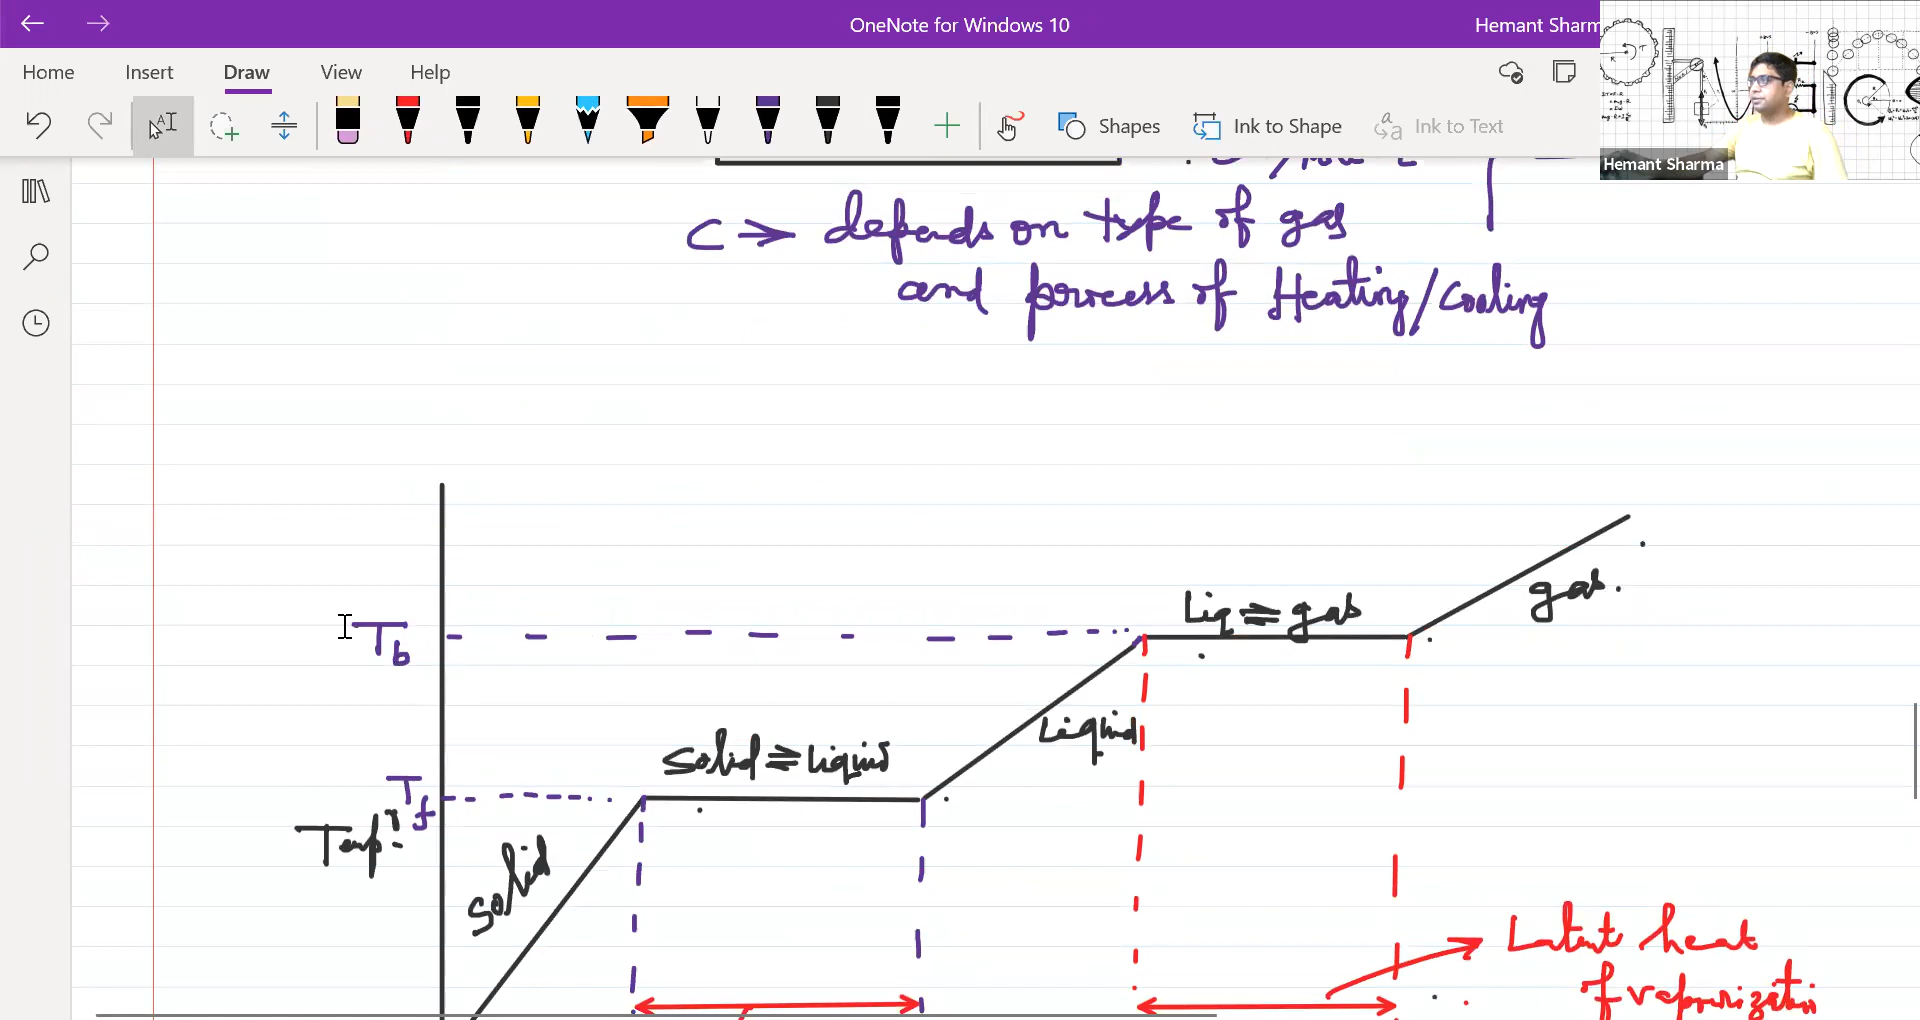 OneNote for Windows 10
Hemant Sharm
Home Insert Draw View Help
Shapes Ink to Shape Ink to Text
Hemant Sharma
C → depends on type of gas
and process of Heating/Cooling
Liq ⇌ gas
gas.
T_b
Liquid
Solid ⇌ Liquid
T_f
Temp^r
Solid
Latent heat
of vaporization